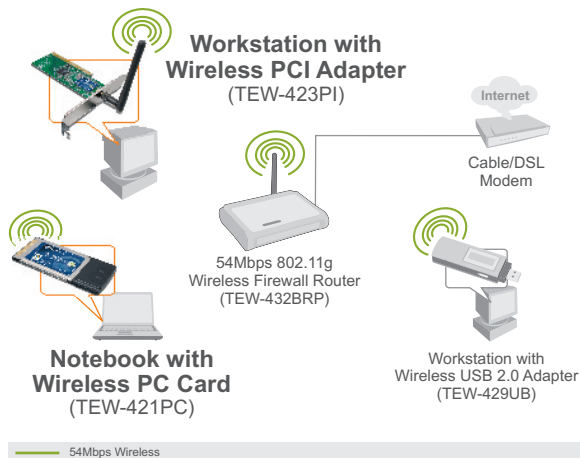 Workstation with
Wireless PCI Adapter
(TEW-423PI)
Internet
Cable/DSL
Modem
54Mbps 802.11g
Wireless Firewall Router
(TEW-432BRP)
Notebook with
Wireless PC Card
(TEW-421PC)
Workstation with
Wireless USB 2.0 Adapter
(TEW-429UB)
54Mbps Wireless